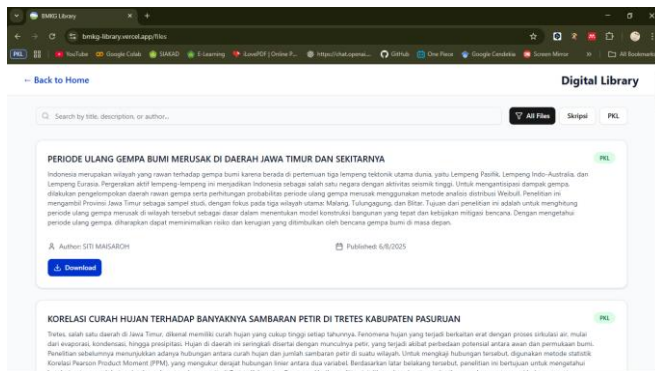 BMKG Library
bmkg-library.vercel.app/files
PKL
YouTube
Google Colab
SIAKAD
E-Learning
iLovePDF | Online P...
https://chat.openai...
GitHub
One Piece
Google Cendekia
Screen Mirror
All Bookmarks
← Back to Home
Digital Library
Search by title, description, or author...
All Files
Skripsi
PKL
PERIODE ULANG GEMPA BUMI MERUSAK DI DAERAH JAWA TIMUR DAN SEKITARNYA
PKL
Indonesia merupakan wilayah yang rawan terhadap gempa bumi karena berada di pertemuan tiga lempeng tektonik utama dunia, yaitu Lempeng Pasifik, Lempeng Indo-Australia, dan
Lempeng Eurasia. Pergerakan aktif lempeng-lempeng ini menjadikan Indonesia sebagai salah satu negara dengan aktivitas seismik tinggi. Untuk mengantisipasi dampak gempa,
dilakukan pengelompokan daerah rawan gempa serta perhitungan probabilitas periode ulang gempa merusak menggunakan metode analisis distribusi Weibull. Penelitian ini
mengambil Provinsi Jawa Timur sebagai sampel studi, dengan fokus pada tiga wilayah utama: Malang, Tulungagung, dan Blitar. Tujuan dari penelitian ini adalah untuk menghitung
periode ulang gempa merusak di wilayah tersebut sebagai dasar dalam menentukan model konstruksi bangunan yang tepat dan kebijakan mitigasi bencana. Dengan mengetahui
periode ulang gempa, diharapkan dapat meminimalkan risiko dan kerugian yang ditimbulkan oleh bencana gempa bumi di masa depan.
Author: SITI MAISAROH
Published: 6/8/2025
Download
KORELASI CURAH HUJAN TERHADAP BANYAKNYA SAMBARAN PETIR DI TRETES KABUPATEN PASURUAN
PKL
Tretes, salah satu daerah di Jawa Timur, dikenal memiliki curah hujan yang cukup tinggi setiap tahunnya. Fenomena hujan yang terjadi berkaitan erat dengan proses sirkulasi air, mulai
dari evaporasi, kondensasi, hingga presipitasi. Hujan di daerah ini seringkali disertai dengan munculnya petir, yang terjadi akibat perbedaan potensial antara awan dan permukaan bumi.
Penelitian sebelumnya menunjukkan adanya hubungan antara curah hujan dan jumlah sambaran petir di suatu wilayah. Untuk mengkaji hubungan tersebut, digunakan metode statistik
Korelasi Pearson Product Moment (PPM), yang mengukur derajat hubungan linier antara dua variabel. Berdasarkan latar belakang tersebut, penelitian ini bertujuan untuk mengetahui